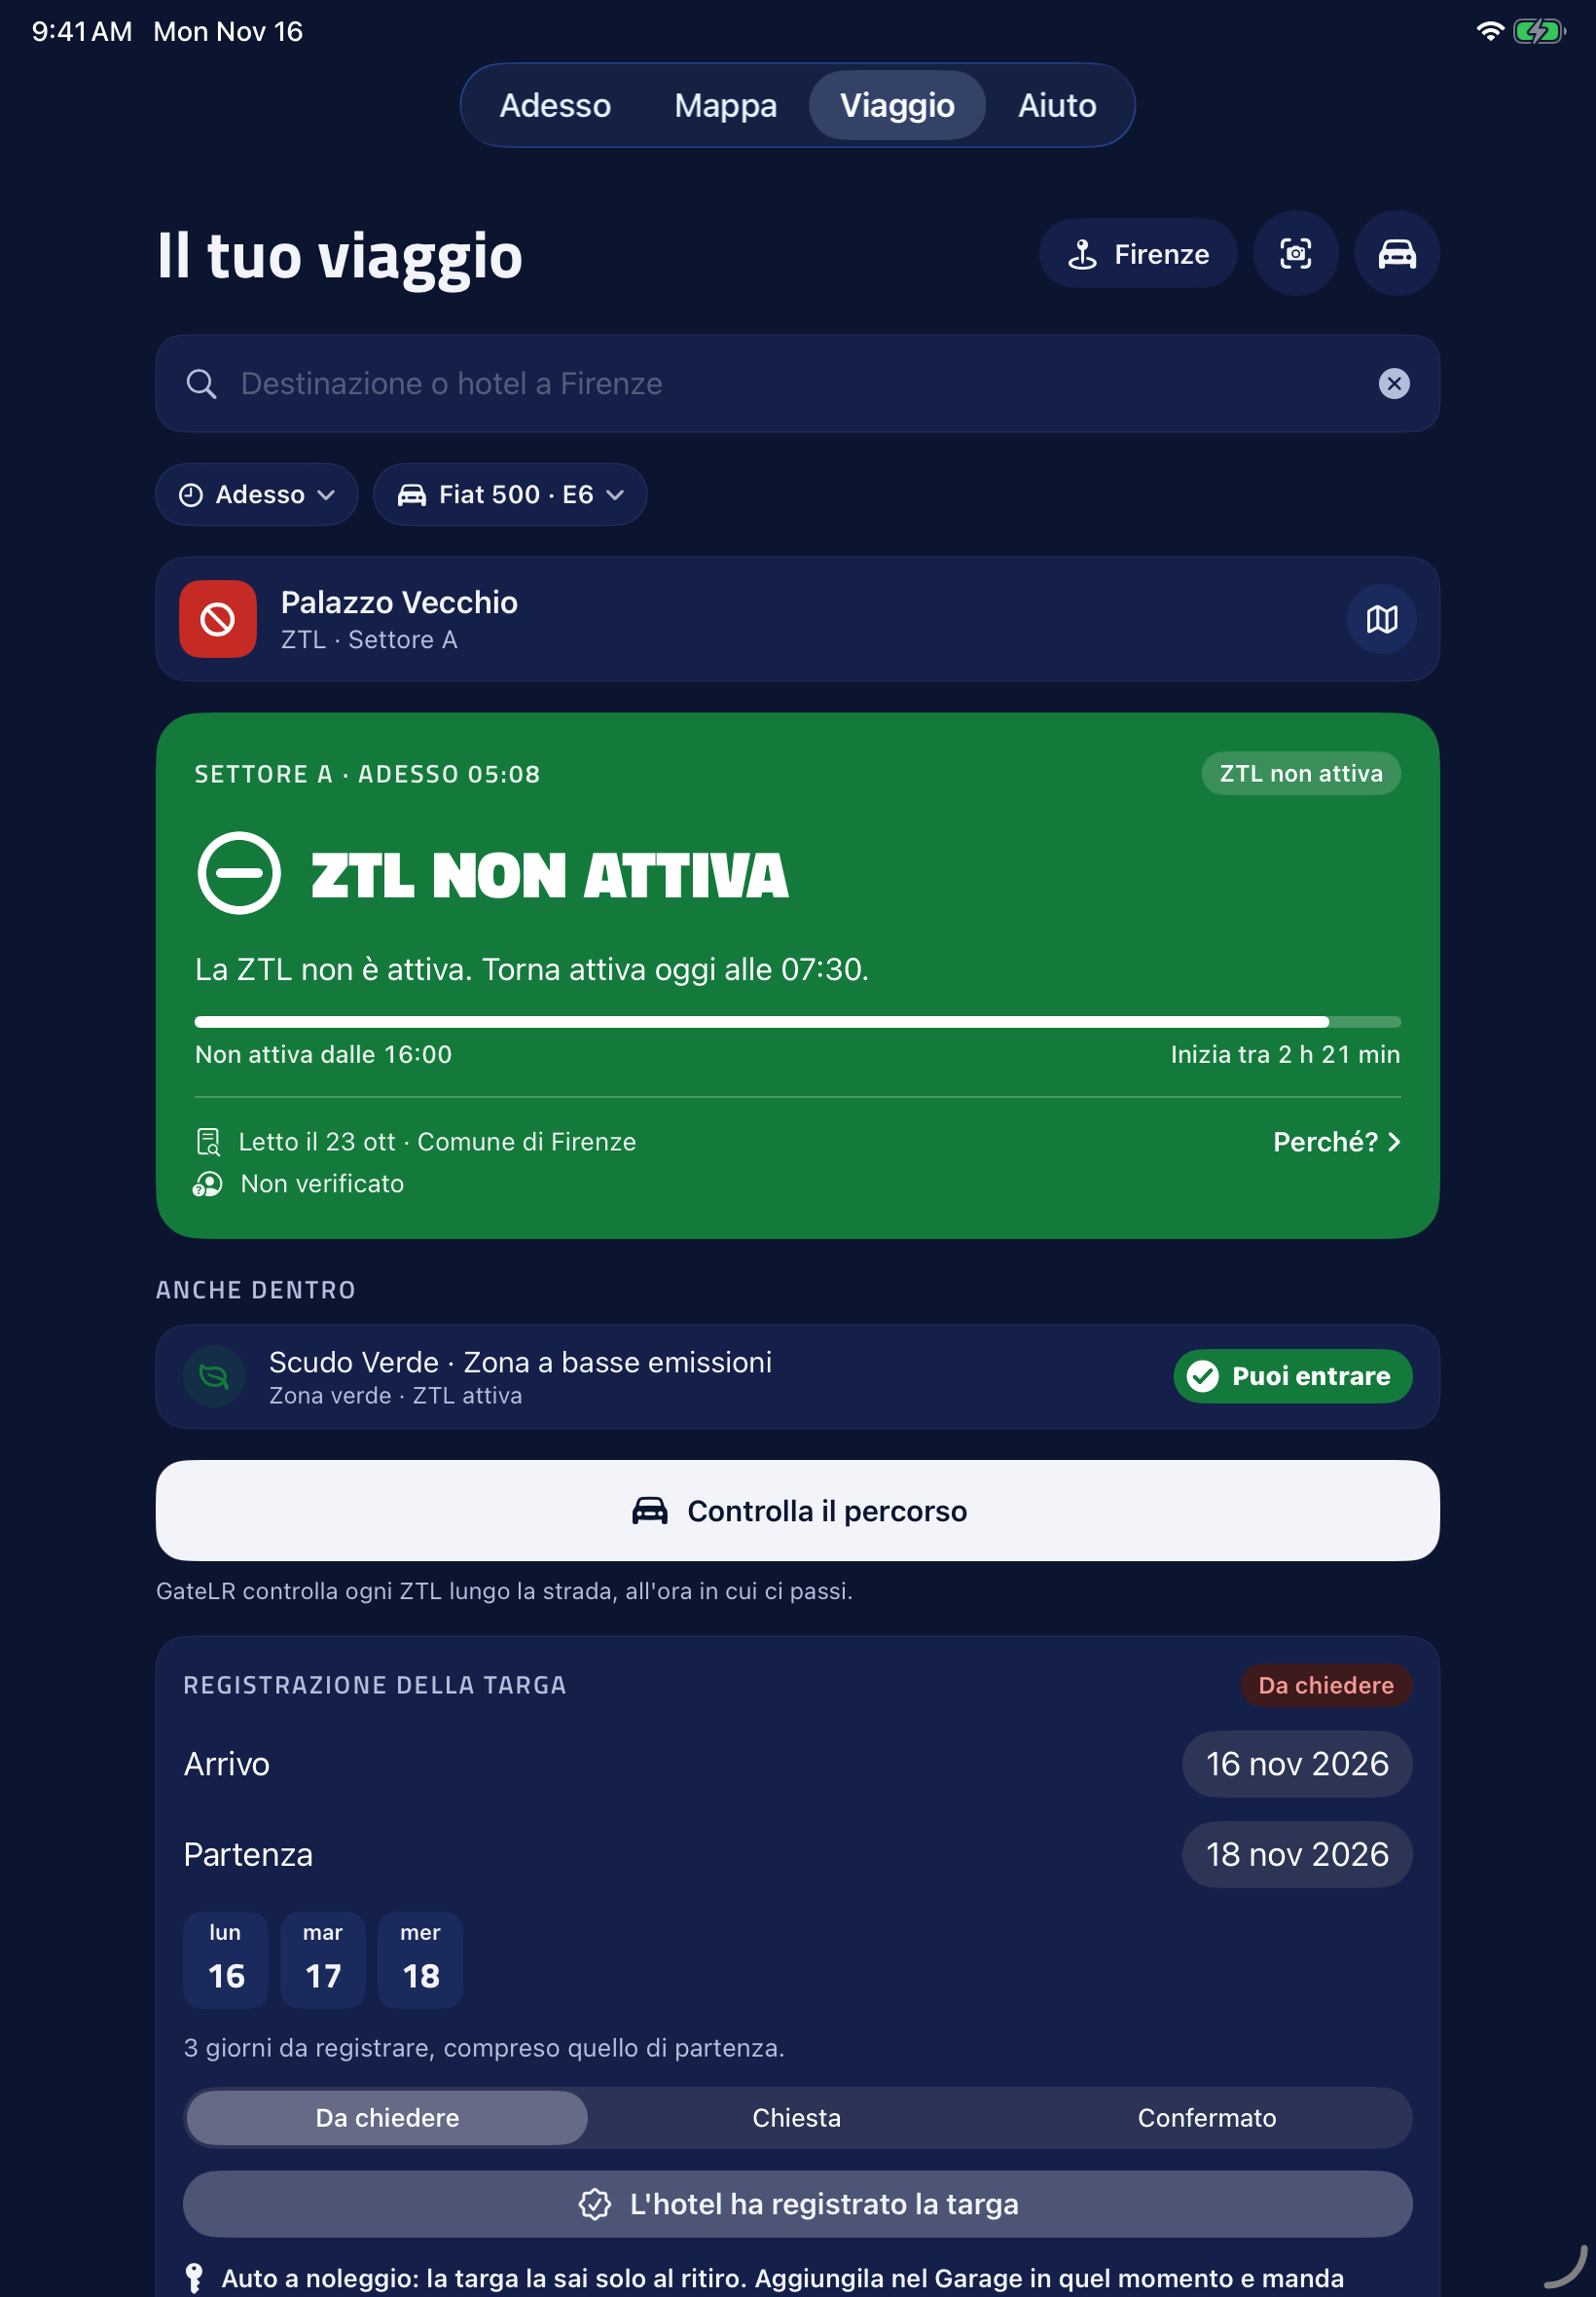 9:41 AM Mon Nov 16
Adesso Mappa Viaggio Aiuto
Il tuo viaggio
Firenze
Destinazione o hotel a Firenze
Adesso
Fiat 500 · E6
Palazzo Vecchio
ZTL · Settore A
SETTORE A · ADESSO 05:08
ZTL non attiva
ZTL NON ATTIVA
La ZTL non è attiva. Torna attiva oggi alle 07:30.
Non attiva dalle 16:00
Inizia tra 2 h 21 min
Letto il 23 ott · Comune di Firenze
Perché?
Non verificato
ANCHE DENTRO
Scudo Verde · Zona a basse emissioni
Zona verde · ZTL attiva
Puoi entrare
Controlla il percorso
GateLR controlla ogni ZTL lungo la strada, all'ora in cui ci passi.
REGISTRAZIONE DELLA TARGA
Da chiedere
Arrivo
16 nov 2026
Partenza
18 nov 2026
lun mar mer
16 17 18
3 giorni da registrare, compreso quello di partenza.
Da chiedere Chiesta Confermato
L'hotel ha registrato la targa
Auto a noleggio: la targa la sai solo al ritiro. Aggiungila nel Garage in quel momento e manda